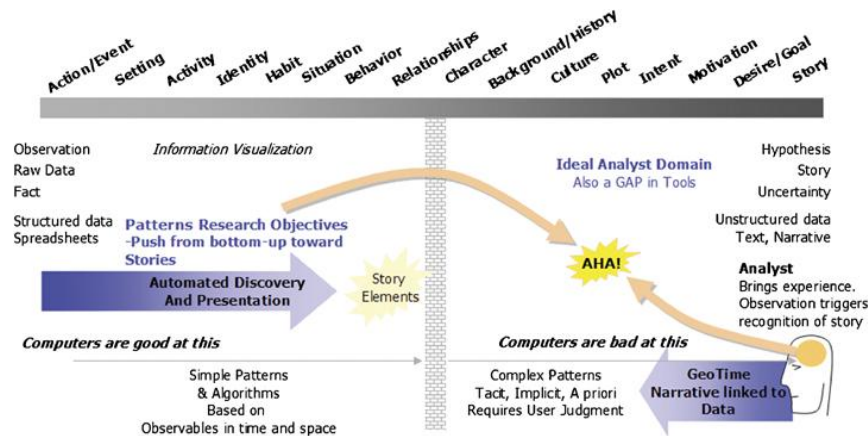 Action/Event
Setting
Activity
Identity
Habit
Situation
Behavior
Relationships
Character
Background/History
Culture
Plot
Intent
Motivation
Desire/Goal
Story
Observation
Raw Data
Fact
Structured data
Spreadsheets
Information Visualization
Patterns Research Objectives
-Push from bottom-up toward
Stories
Automated Discovery
And Presentation
Story
Elements
Computers are good at this
Simple Patterns
& Algorithms
Based on
Observables in time and space
Ideal Analyst Domain
Also a GAP in Tools
AHA!
Hypothesis
Story
Uncertainty
Unstructured data
Text, Narrative
Analyst
Brings experience.
Observation triggers
recognition of story
Computers are bad at this
Complex Patterns
Tacit, Implicit, A priori
Requires User Judgment
GeoTime
Narrative linked to
Data